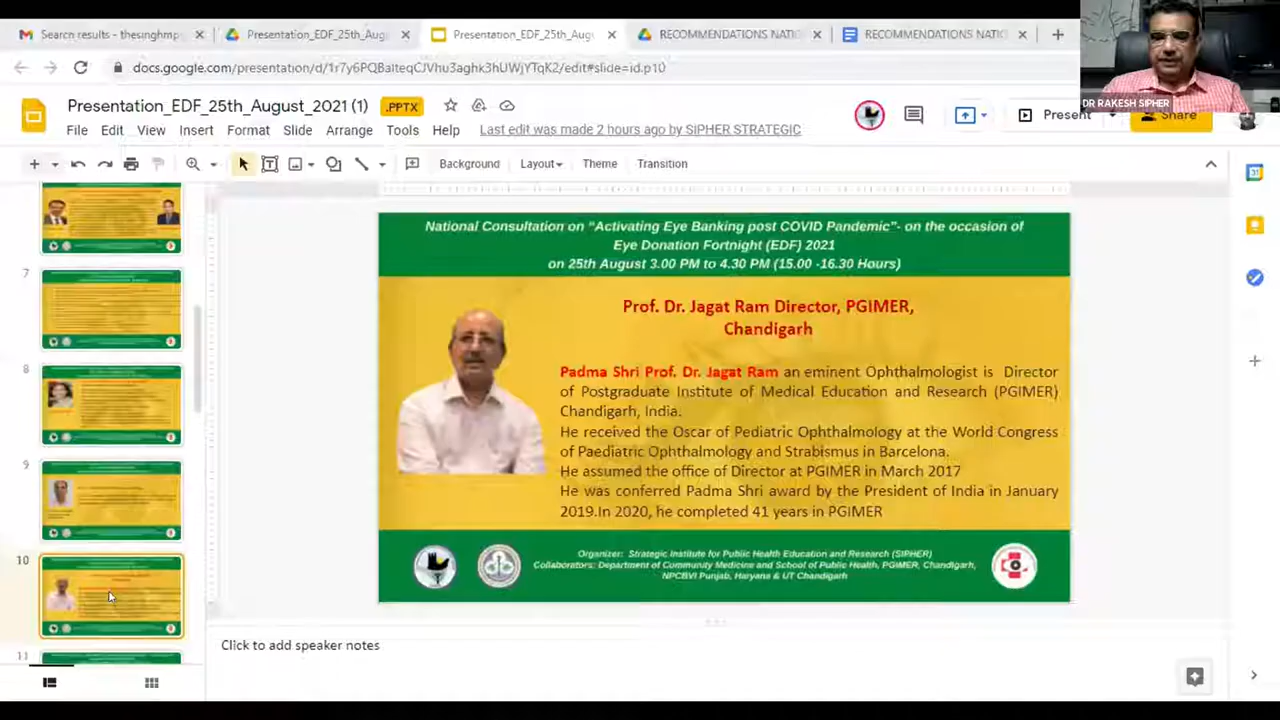 Search results - thesinghmp
Presentation_EDF_25th_Aug
Presentation_EDF_25th_Aug
RECOMMENDATIONS NATIO
RECOMMENDATIONS NATIO
docs.google.com/presentation/d/1r7y6PQBaIteqCJVhu3aghk3hUWjYTqK2/edit#slide=id.p10
DR RAKESH SIPHER
Presentation_EDF_25th_August_2021 (1)
.PPTX
File Edit View Insert Format Slide Arrange Tools Help
Last edit was made 2 hours ago by SIPHER STRATEGIC
Present
Share
Background Layout Theme Transition
National Consultation on "Activating Eye Banking post COVID Pandemic"- on the occasion of
Eye Donation Fortnight (EDF) 2021
on 25th August 3.00 PM to 4.30 PM (15.00 -16.30 Hours)
Prof. Dr. Jagat Ram Director, PGIMER,
Chandigarh
Padma Shri Prof. Dr. Jagat Ram an eminent Ophthalmologist is Director
of Postgraduate Institute of Medical Education and Research (PGIMER)
Chandigarh, India.
He received the Oscar of Pediatric Ophthalmology at the World Congress
of Paediatric Ophthalmology and Strabismus in Barcelona.
He assumed the office of Director at PGIMER in March 2017
He was conferred Padma Shri award by the President of India in January
2019.In 2020, he completed 41 years in PGIMER
Organizer: Strategic Institute for Public Health Education and Research (SIPHER)
Collaborators: Department of Community Medicine and School of Public Health, PGIMER, Chandigarh,
NPCBVI Punjab, Haryana & UT Chandigarh
7
8
9
10
11
Click to add speaker notes
31